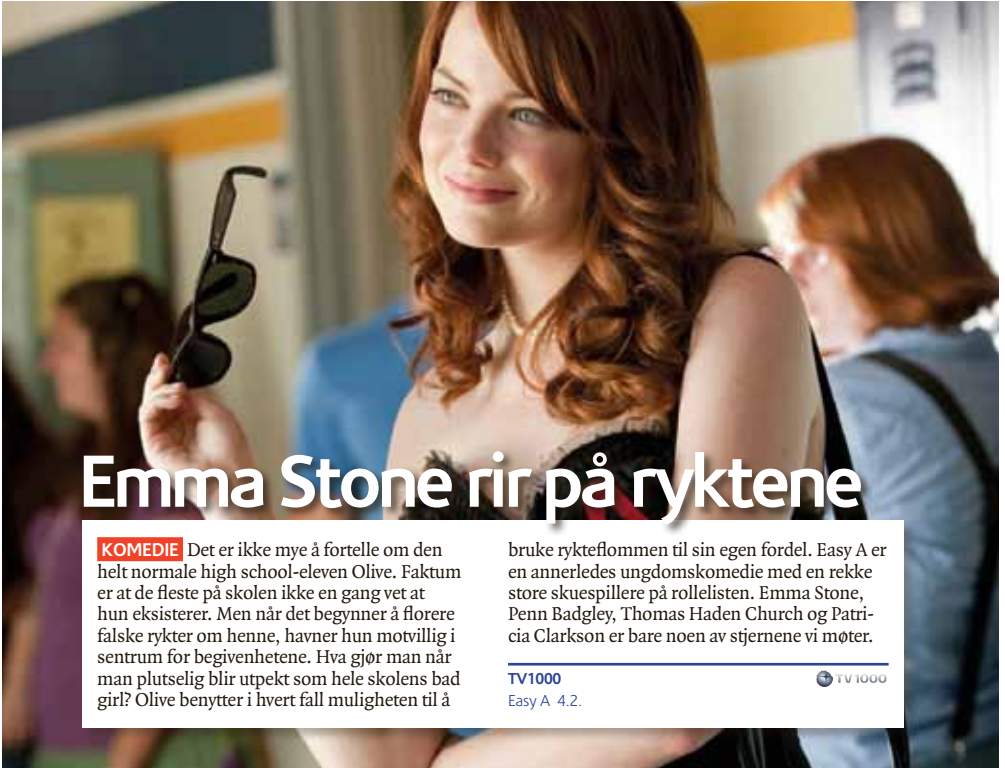 Emma Stone rir på ryktene
KOMEDIE Det er ikke mye å fortelle om den
helt normale high school-eleven Olive. Faktum
er at de fleste på skolen ikke en gang vet at
hun eksisterer. Men når det begynner å florere
falske rykter om henne, havner hun motvillig i
sentrum for begivenhetene. Hva gjør man når
man plutselig blir utpekt som hele skolens bad
girl? Olive benytter i hvert fall muligheten til å
bruke rykteflommen til sin egen fordel. Easy A er
en annerledes ungdomskomedie med en rekke
store skuespillere på rollelisten. Emma Stone,
Penn Badgley, Thomas Haden Church og Patri-
cia Clarkson er bare noen av stjernene vi møter.
TV1000
TV1000
Easy A 4.2.